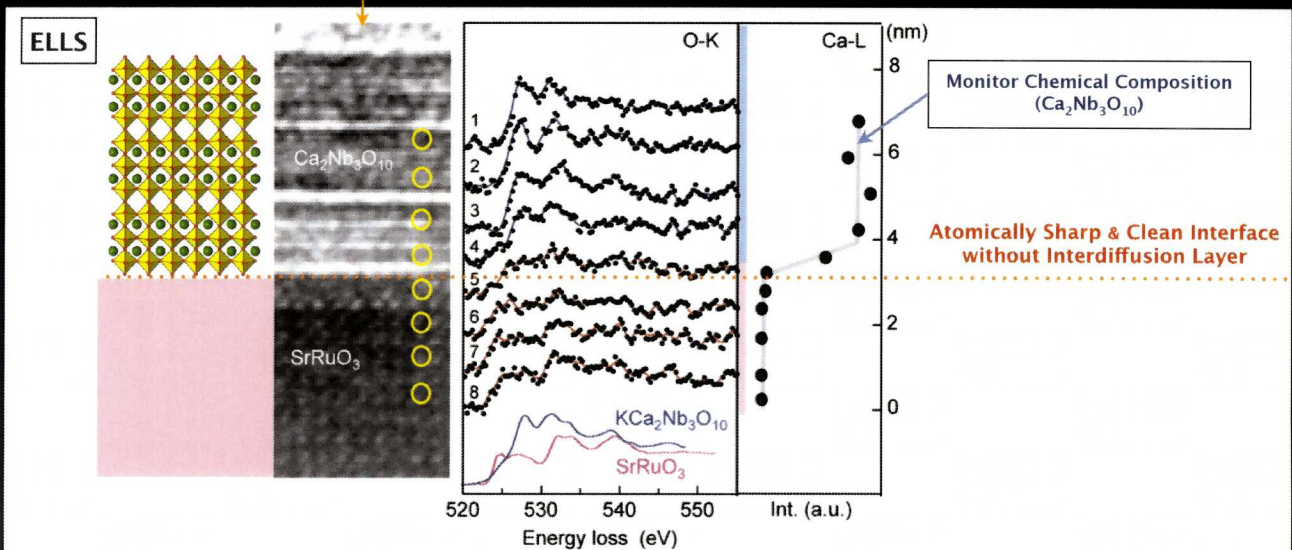 ELLS
Ca₂Nb₃O₁₀
SrRuO₃
O-K
1
2
3
4
5
6
7
8
KCa₂Nb₃O₁₀
SrRuO₃
520 530 540 550
Energy loss (eV)
Ca-L
(nm)
8
6
4
2
0
Int. (a.u.)
Monitor Chemical Composition
(Ca₂Nb₃O₁₀)
Atomically Sharp & Clean Interface
without Interdiffusion Layer